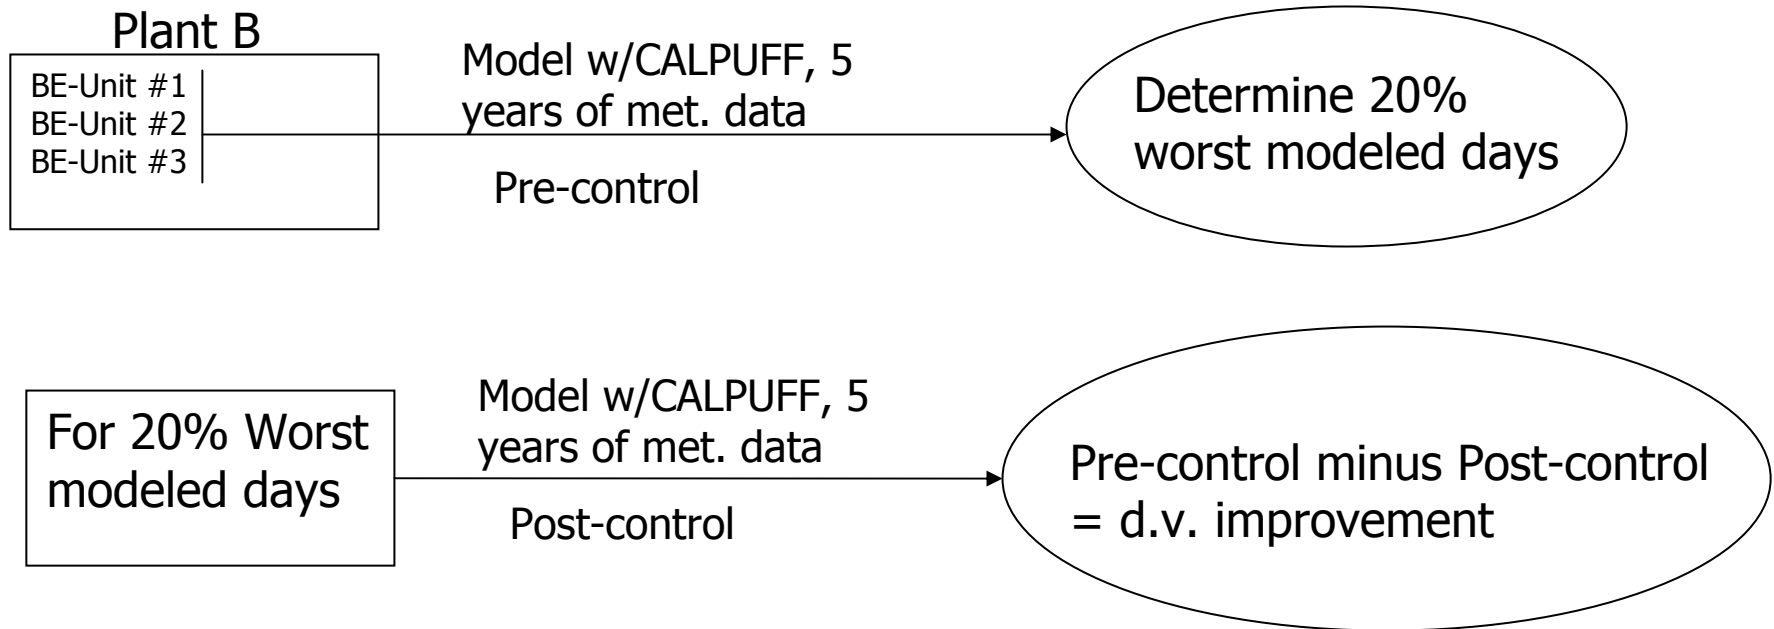 Plant B
BE-Unit #1
BE-Unit #2
BE-Unit #3
Model w/CALPUFF, 5
years of met. data
Pre-control
Determine 20%
worst modeled days
For 20% Worst
modeled days
Model w/CALPUFF, 5
years of met. data
Post-control
Pre-control minus Post-control
= d.v. improvement